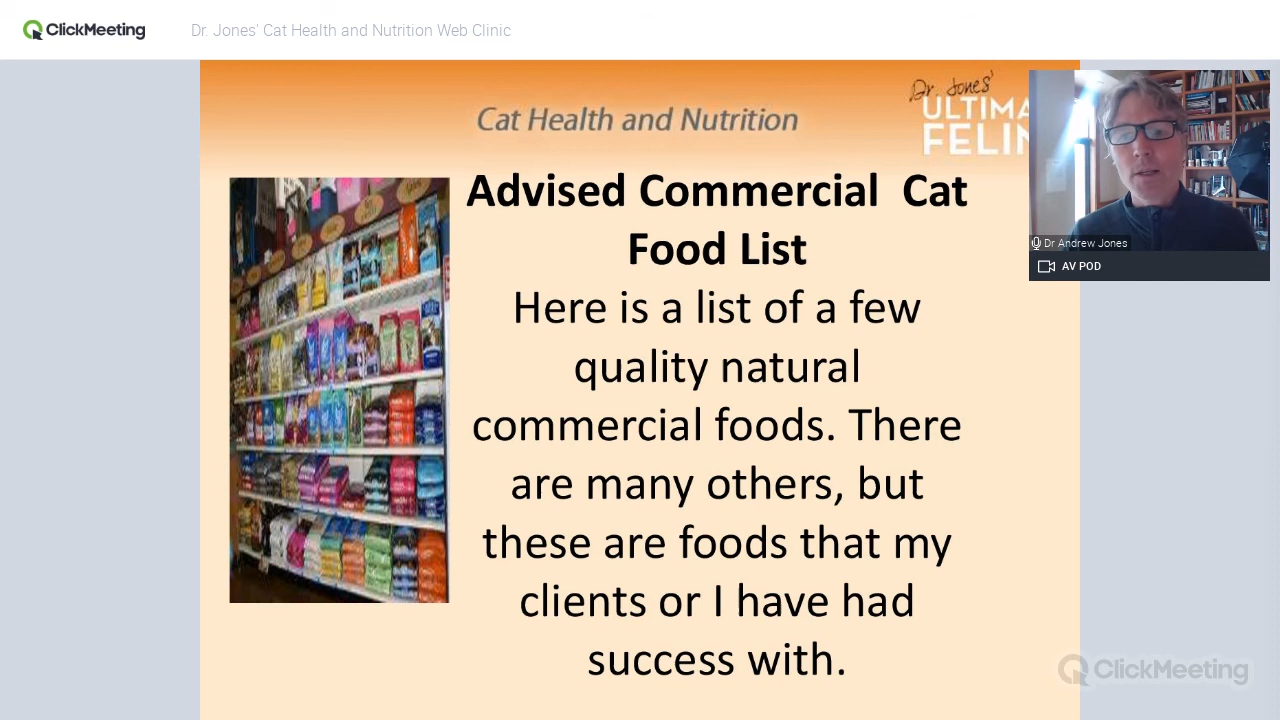 ClickMeeting
Dr. Jones' Cat Health and Nutrition Web Clinic
Dr. Jones'
Cat Health and Nutrition
Advised Commercial  Cat
Food List
Here is a list of a few
quality natural
commercial foods. There
are many others, but
these are foods that my
clients or I have had
success with.
Dr Andrew Jones
AV POD
ClickMeeting